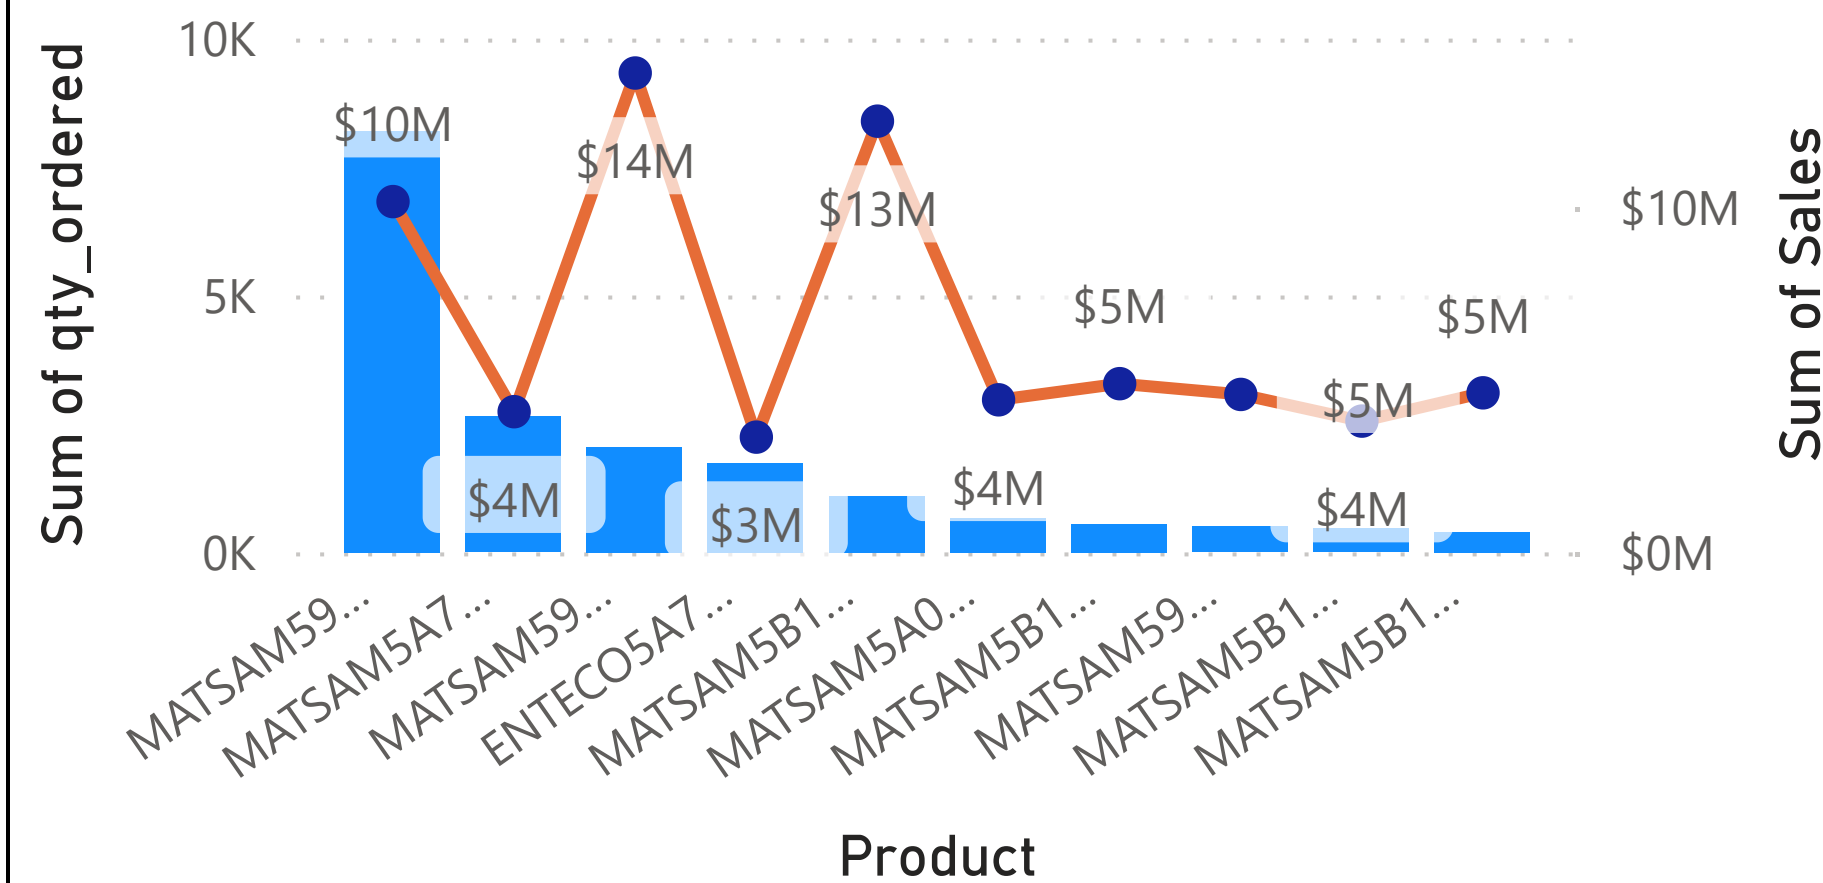 Sum of qty_ordered
10K
5K
0K
$10M
$14M
$13M
$5M
$5M
$5M
$4M
$3M
$4M
$4M
$10M
$0M
Sum of Sales
MATSAM59...
MATSAM5A7...
MATSAM59...
ENTECO5A7...
MATSAM5B1...
MATSAM5A0...
MATSAM5B1...
MATSAM59...
MATSAM5B1...
MATSAM5B1...
Product